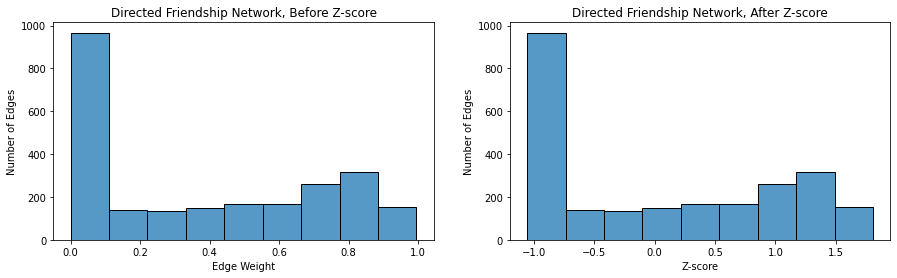 Directed Friendship Network, Before Z-score
Number of Edges
1000
800
600
400
200
0
0.0 0.2 0.4 0.6 0.8 1.0
Edge Weight
Directed Friendship Network, After Z-score
Number of Edges
1000
800
600
400
200
0
−1.0 −0.5 0.0 0.5 1.0 1.5
Z-score